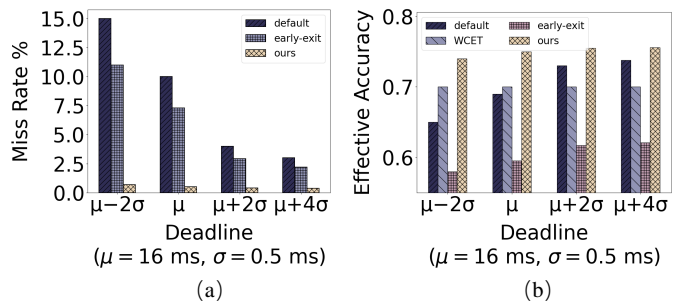 Miss Rate %
15.0
12.5
10.0
7.5
5.0
2.5
0.0
default
early-exit
ours
μ−2σ μ μ+2σ μ+4σ
Deadline
(μ = 16 ms, σ = 0.5 ms)
(a)
Effective Accuracy
0.8
0.7
0.6
default early-exit
WCET ours
μ−2σ μ μ+2σ μ+4σ
Deadline
(μ = 16 ms, σ = 0.5 ms)
(b)